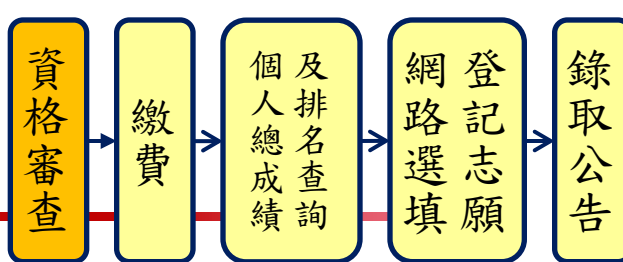 資格審查
繳費
個人總成績
及排名查詢
網路選填
登記志願
錄取公告